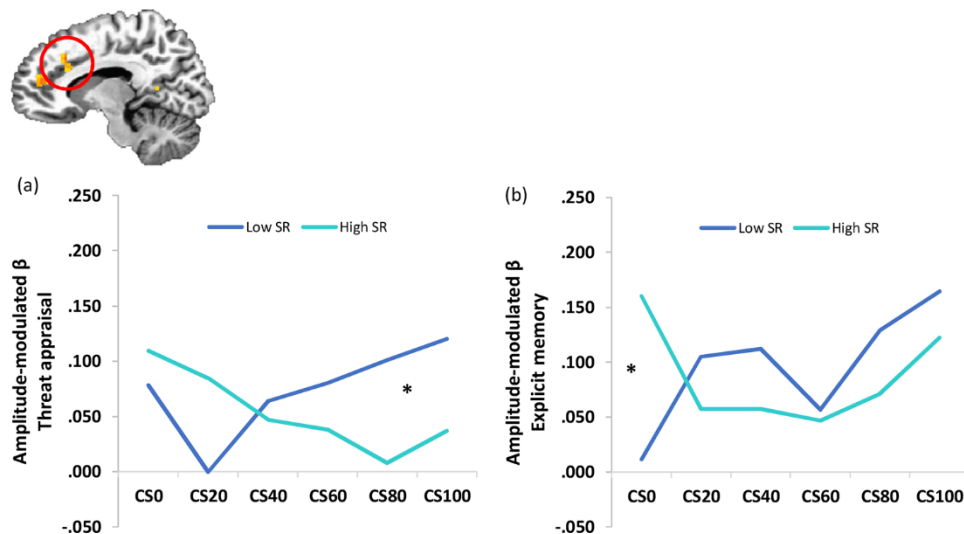 (a)
Amplitude-modulated β
Threat appraisal
.250
.200
.150
.100
.050
.000
-.050
Low SR High SR
*
CS0 CS20 CS40 CS60 CS80 CS100
(b)
Amplitude-modulated β
Explicit memory
.250
.200
.150
.100
.050
.000
-.050
Low SR High SR
*
CS0 CS20 CS40 CS60 CS80 CS100